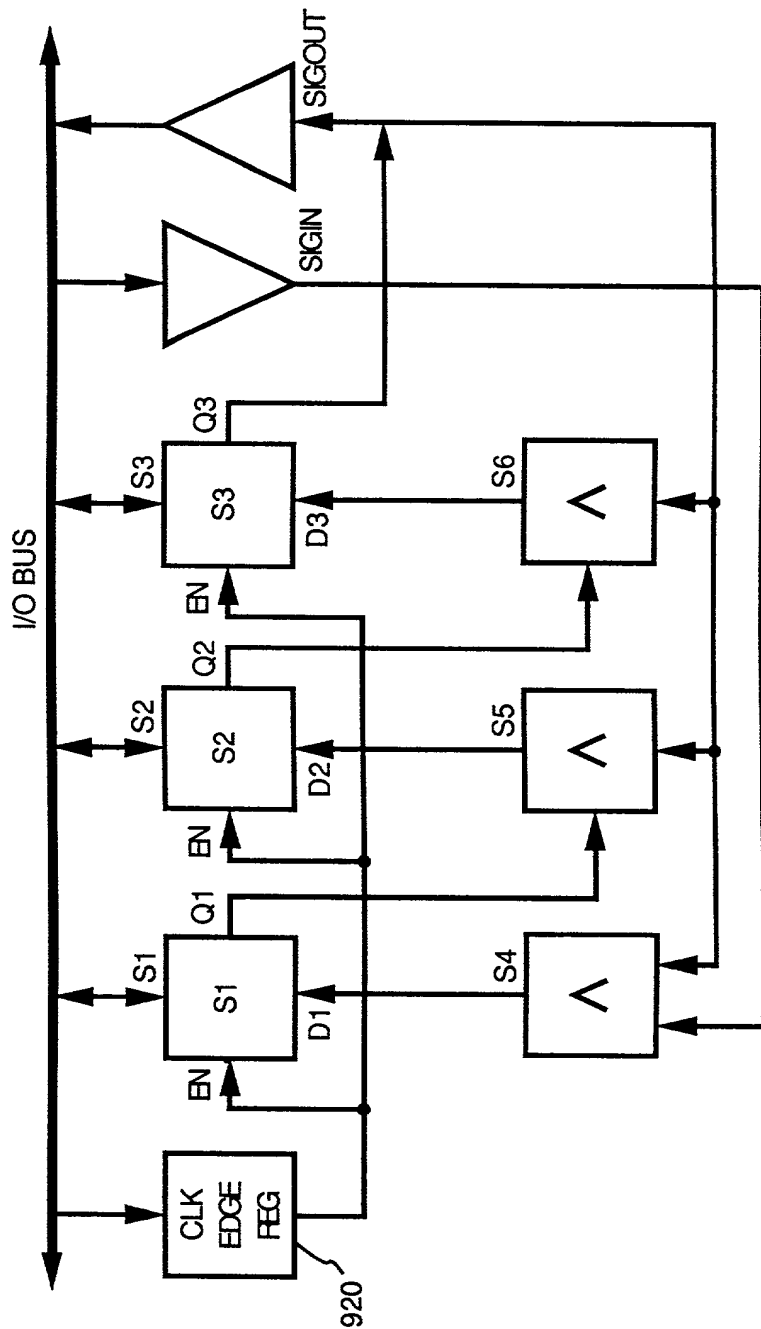 I/O BUS
S1
S2
S3
CLK
EDGE
REG
920
EN
S1
Q1
D1
EN
S2
Q2
D2
EN
S3
Q3
D3
SIGIN
SIGOUT
S4
V
S5
V
S6
V